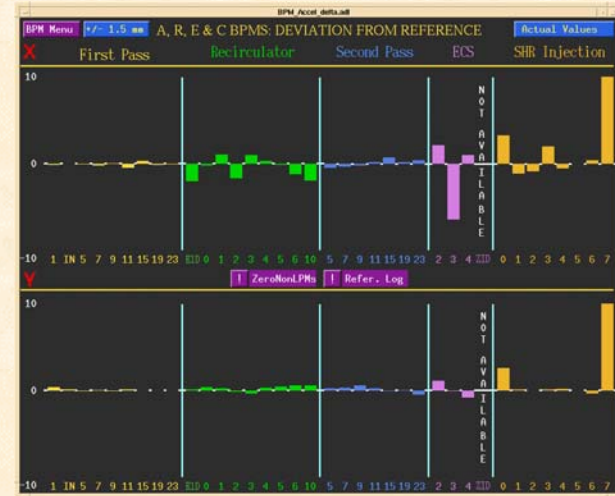 BPM_Accel_delta.adl
BPM Menu +/- 1.5 mm A, R, E & C BPMS: DEVIATION FROM REFERENCE Actual Values
X First Pass Recirculator Second Pass ECS SHR Injection
10
NOT AVAILABLE
0
-10 1 IN 5 7 9 11 15 19 23 E1D 0 1 2 3 4 5 6 10 5 7 9 11 15 19 23 2 3 4 0 1 2 3 4 5 6 7
Y ! ZeroNonLPMs ! Refer. Log
10
NOT AVAILABLE
0
-10 1 IN 5 7 9 11 15 19 23 E1D 0 1 2 3 4 5 6 10 5 7 9 11 15 19 23 2 3 4 0 1 2 3 4 5 6 7